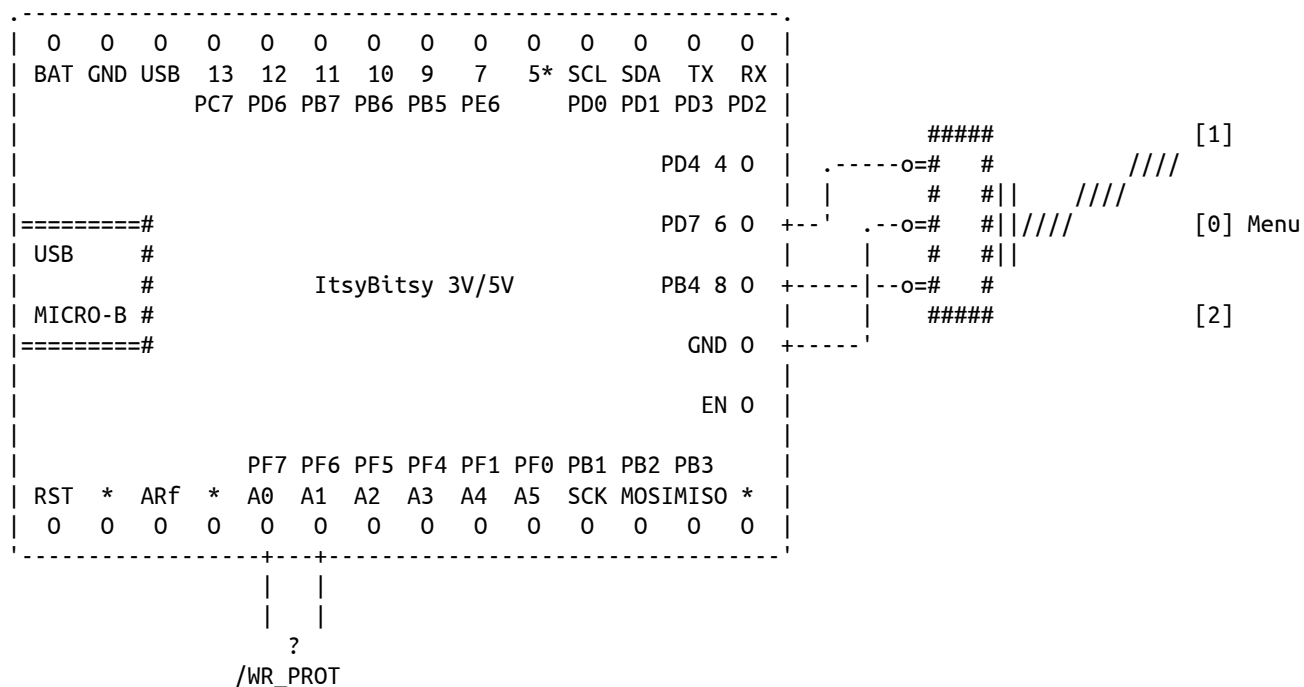 O O O O O O O O O O O O O O
BAT GND USB 13 12 11 10 9 7 5* SCL SDA TX RX
PC7 PD6 PB7 PB6 PB5 PE6 PD0 PD1 PD3 PD2
##### [1]
PD4 4 O .-----o=# # ////
# #|| ////
=========# PD7 6 O +--' .--o=# #||//// [0] Menu
USB # # #||
# ItsyBitsy 3V/5V PB4 8 O +-----|--o=# #
MICRO-B # ##### [2]
=========# GND O +-----'
EN O
PF7 PF6 PF5 PF4 PF1 PF0 PB1 PB2 PB3
RST * ARf * A0 A1 A2 A3 A4 A5 SCK MOSIMISO *
O O O O O O O O O O O O O O
?
/WR_PROT